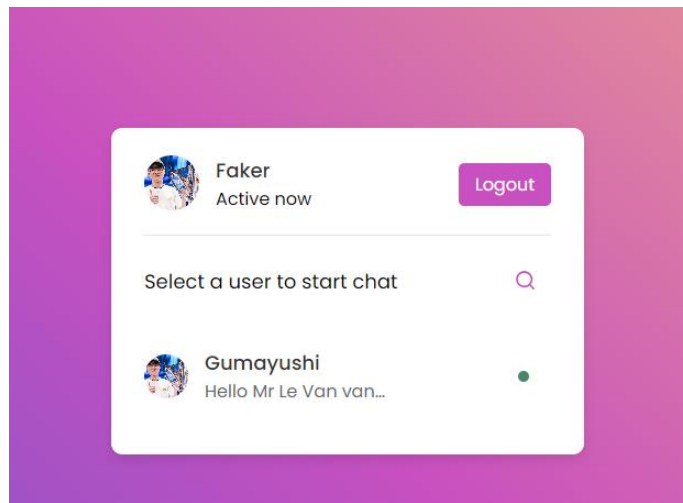 Faker
Active now
Logout
Select a user to start chat
Gumayushi
Hello Mr Le Van van...